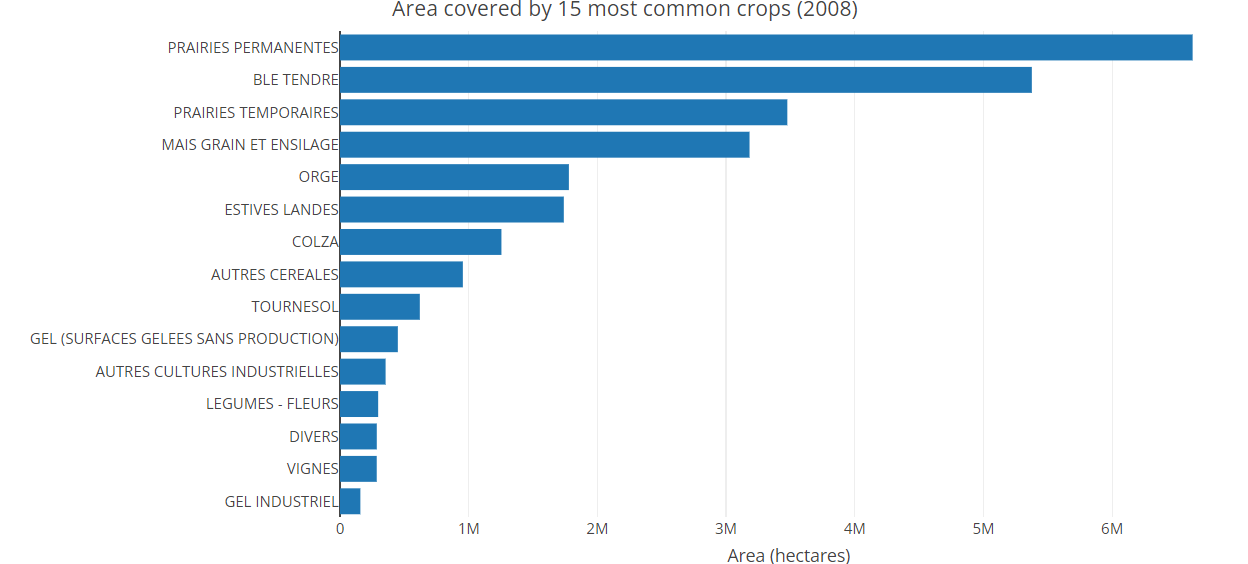 Area covered by 15 most common crops (2008)
PRAIRIES PERMANENTES
BLE TENDRE
PRAIRIES TEMPORAIRES
MAIS GRAIN ET ENSILAGE
ORGE
ESTIVES LANDES
COLZA
AUTRES CEREALES
TOURNESOL
GEL (SURFACES GELEES SANS PRODUCTION)
AUTRES CULTURES INDUSTRIELLES
LEGUMES - FLEURS
DIVERS
VIGNES
GEL INDUSTRIEL
0 1M 2M 3M 4M 5M 6M
Area (hectares)